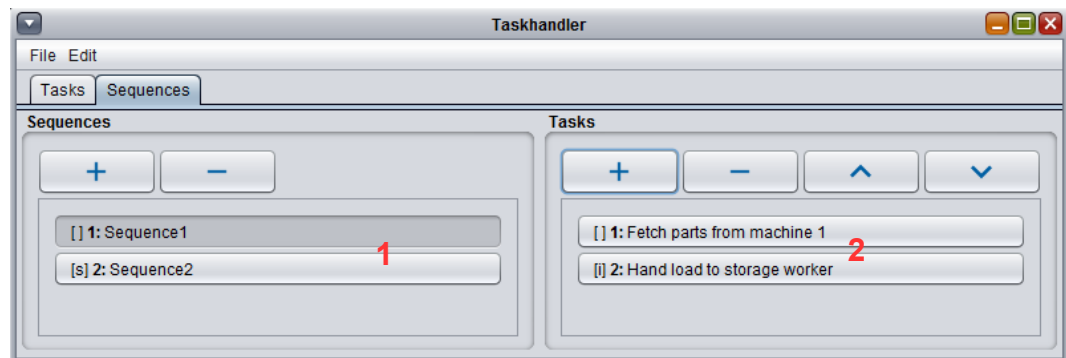 Taskhandler
File Edit
Tasks Sequences
Sequences
+ −
[ ] 1: Sequence1
[s] 2: Sequence2
1
Tasks
+ −
[ ] 1: Fetch parts from machine 1
[i] 2: Hand load to storage worker
2